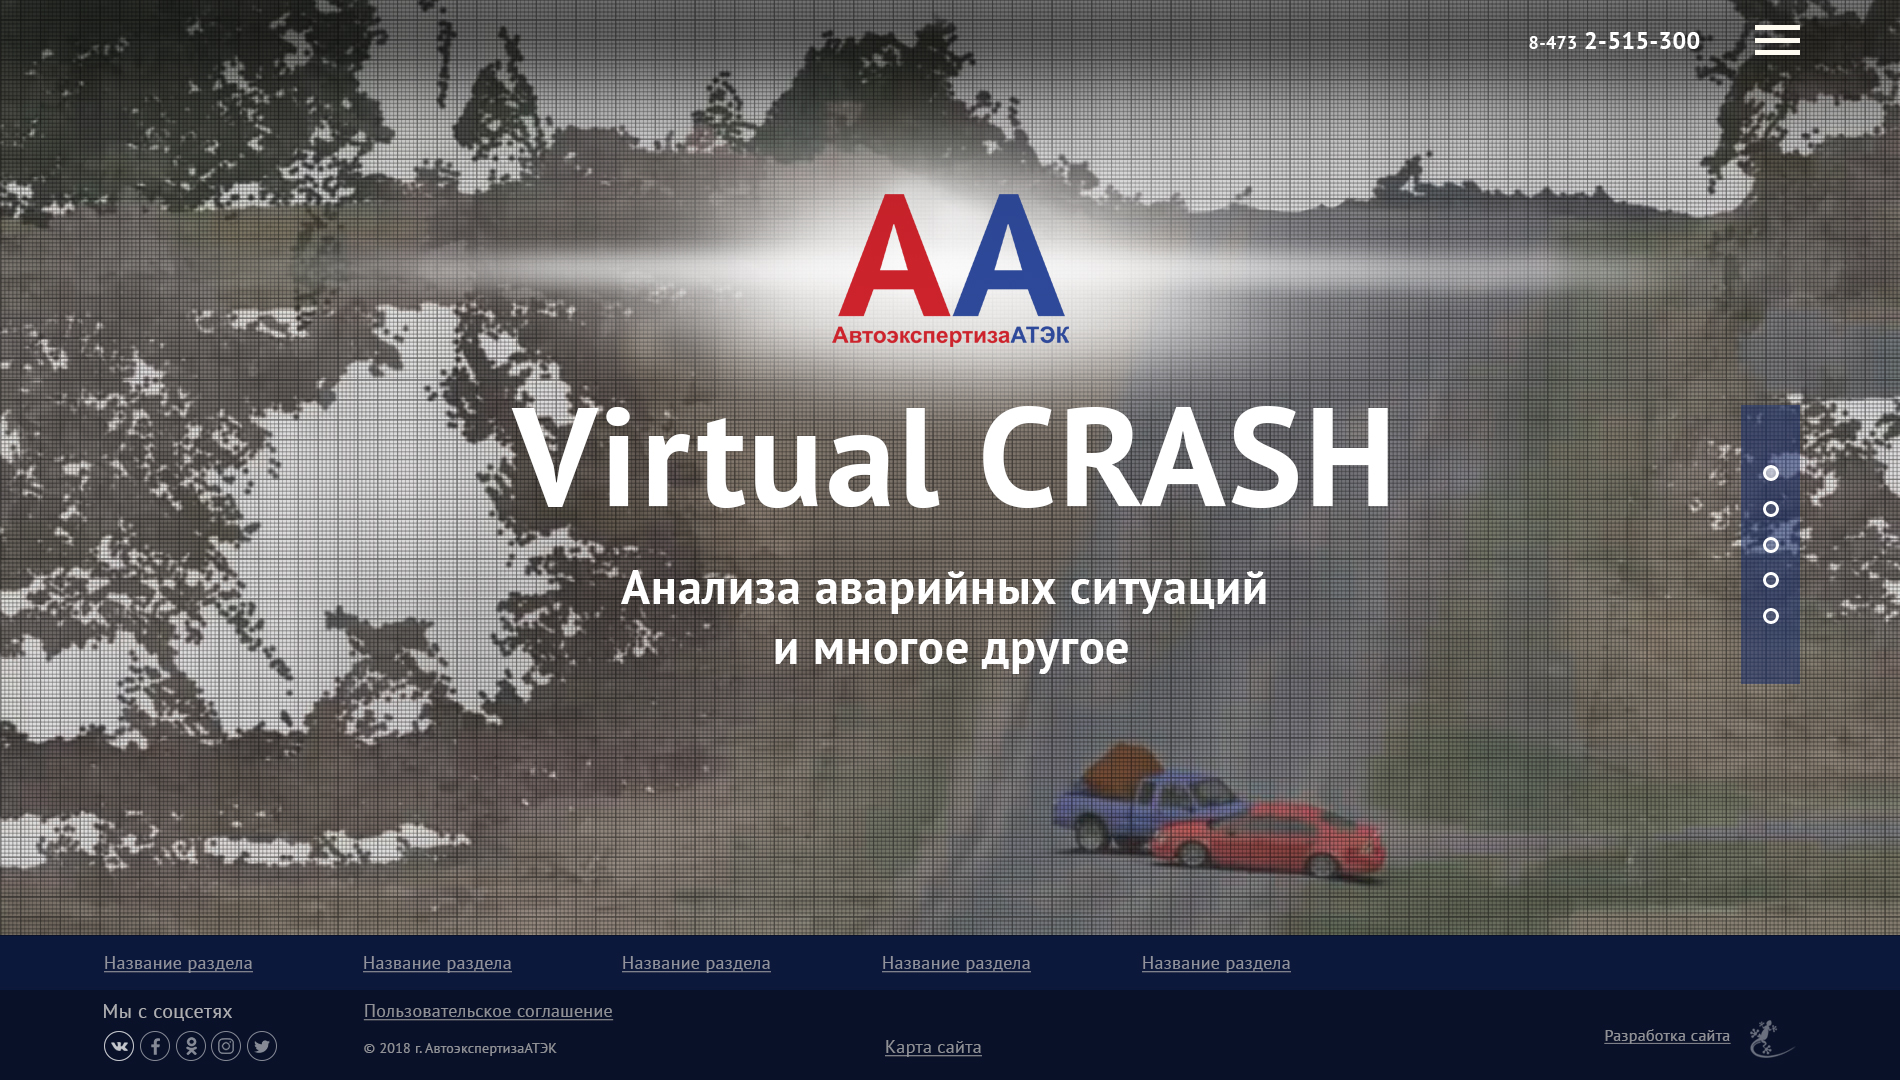 8-473 2-515-300
АА
АвтоэкспертизаАТЭК
Virtual CRASH
Анализа аварийных ситуаций
и многое другое
Название раздела Название раздела Название раздела Название раздела Название раздела
Мы с соцсетях
Пользовательское соглашение
© 2018 г. АвтоэкспертизаАТЭК
Карта сайта
Разработка сайта